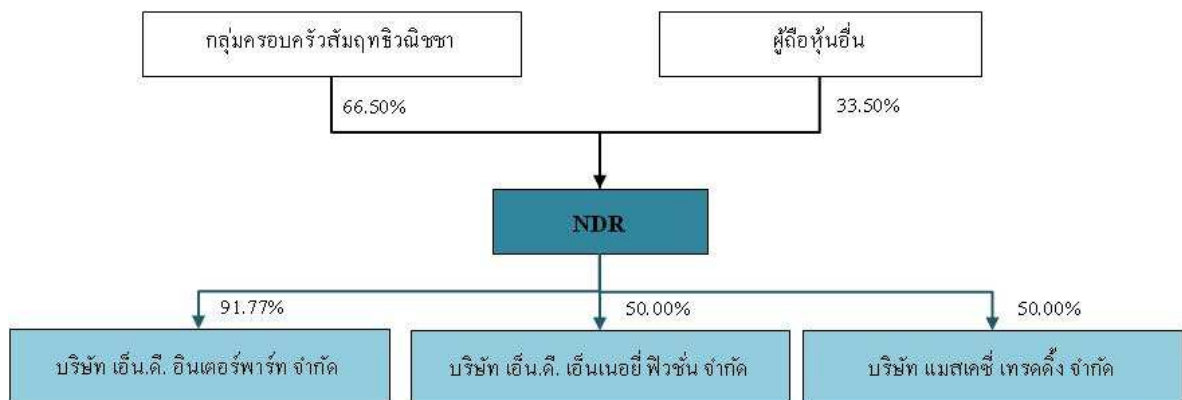 กลุ่มครอบครัวสัมฤทธิวณิชชา
ผู้ถือหุ้นอื่น
66.50%
33.50%
NDR
91.77%
50.00%
50.00%
บริษัท เอ็น.ดี. อินเตอร์พาร์ท จำกัด
บริษัท เอ็น.ดี. เอ็นเนอยี่ ฟิวชั่น จำกัด
บริษัท แมสเคซี่ เทรดดิ้ง จำกัด